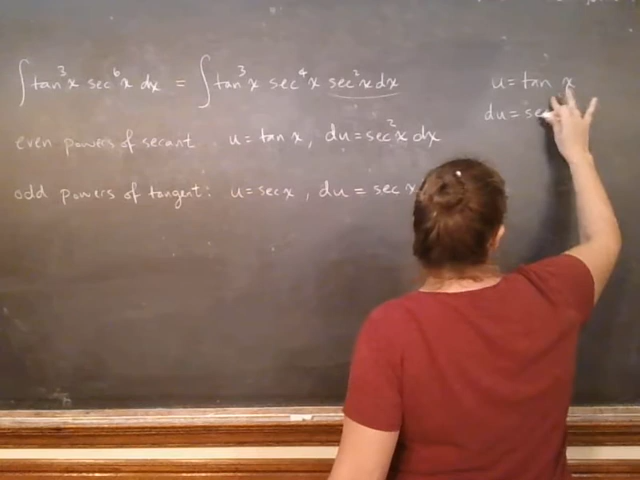 ∫ tan³x sec⁶x dx = ∫ tan³x sec⁴x sec²x dx
u = tan x
du = sec
even powers of secant u = tan x, du = sec²x dx
odd powers of tangent: u = sec x, du = sec x